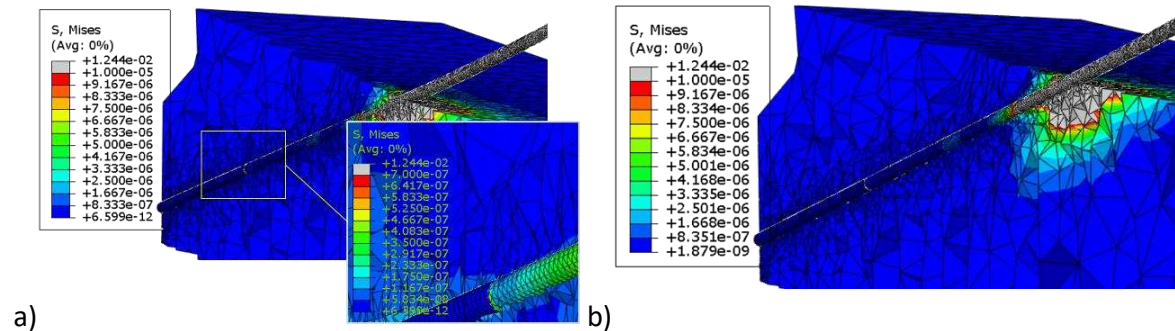 S, Mises
(Avg: 0%)
+1.244e-02
+1.000e-05
+9.167e-06
+8.333e-06
+7.500e-06
+6.667e-06
+5.833e-06
+5.000e-06
+4.167e-06
+3.333e-06
+2.500e-06
+1.667e-06
+8.333e-07
+6.599e-12
S, Mises
(Avg: 0%)
+1.244e-02
+7.000e-07
+6.417e-07
+5.833e-07
+5.250e-07
+4.667e-07
+4.083e-07
+3.500e-07
+2.917e-07
+2.333e-07
+1.750e-07
+1.167e-07
+5.834e-08
+6.599e-12
a)
S, Mises
(Avg: 0%)
+1.244e-02
+1.000e-05
+9.167e-06
+8.334e-06
+7.500e-06
+6.667e-06
+5.834e-06
+5.001e-06
+4.168e-06
+3.335e-06
+2.501e-06
+1.668e-06
+8.351e-07
+1.879e-09
b)